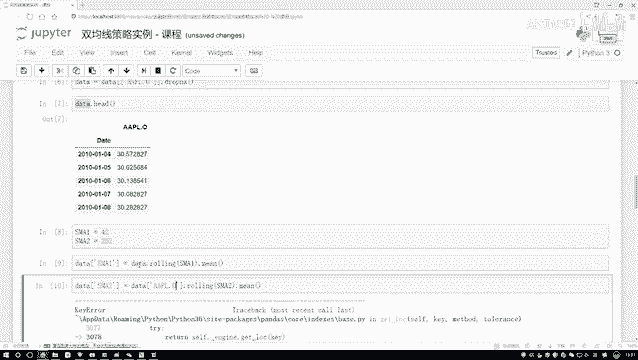 jupyter 双均线策略实例 - 课程 (unsaved changes)
File Edit View Insert Cell Kernel Widgets Help
Trusted Python 3
Code
In [6]: data = data
In [7]: data.head()
Out[7]:
AAPL.O
Date
2010-01-04 30.572827
2010-01-05 30.625684
2010-01-06 30.138541
2010-01-07 30.082827
2010-01-08 30.282827
In [8]: SMA1 = 42
SMA2 = 252
In [9]: data['SMA1'] = data.rolling(SMA1).mean()
In [10]: data['SMA2'] = data['AAPL.O'].rolling(SMA2).mean()
KeyError Traceback (most recent call last)
~\AppData\Roaming\Python\Python36\site-packages\pandas\core\indexes\base.py in get_loc(self, key, method, tolerance)
3077 try:
-> 3078 return self._engine.get_loc(key)